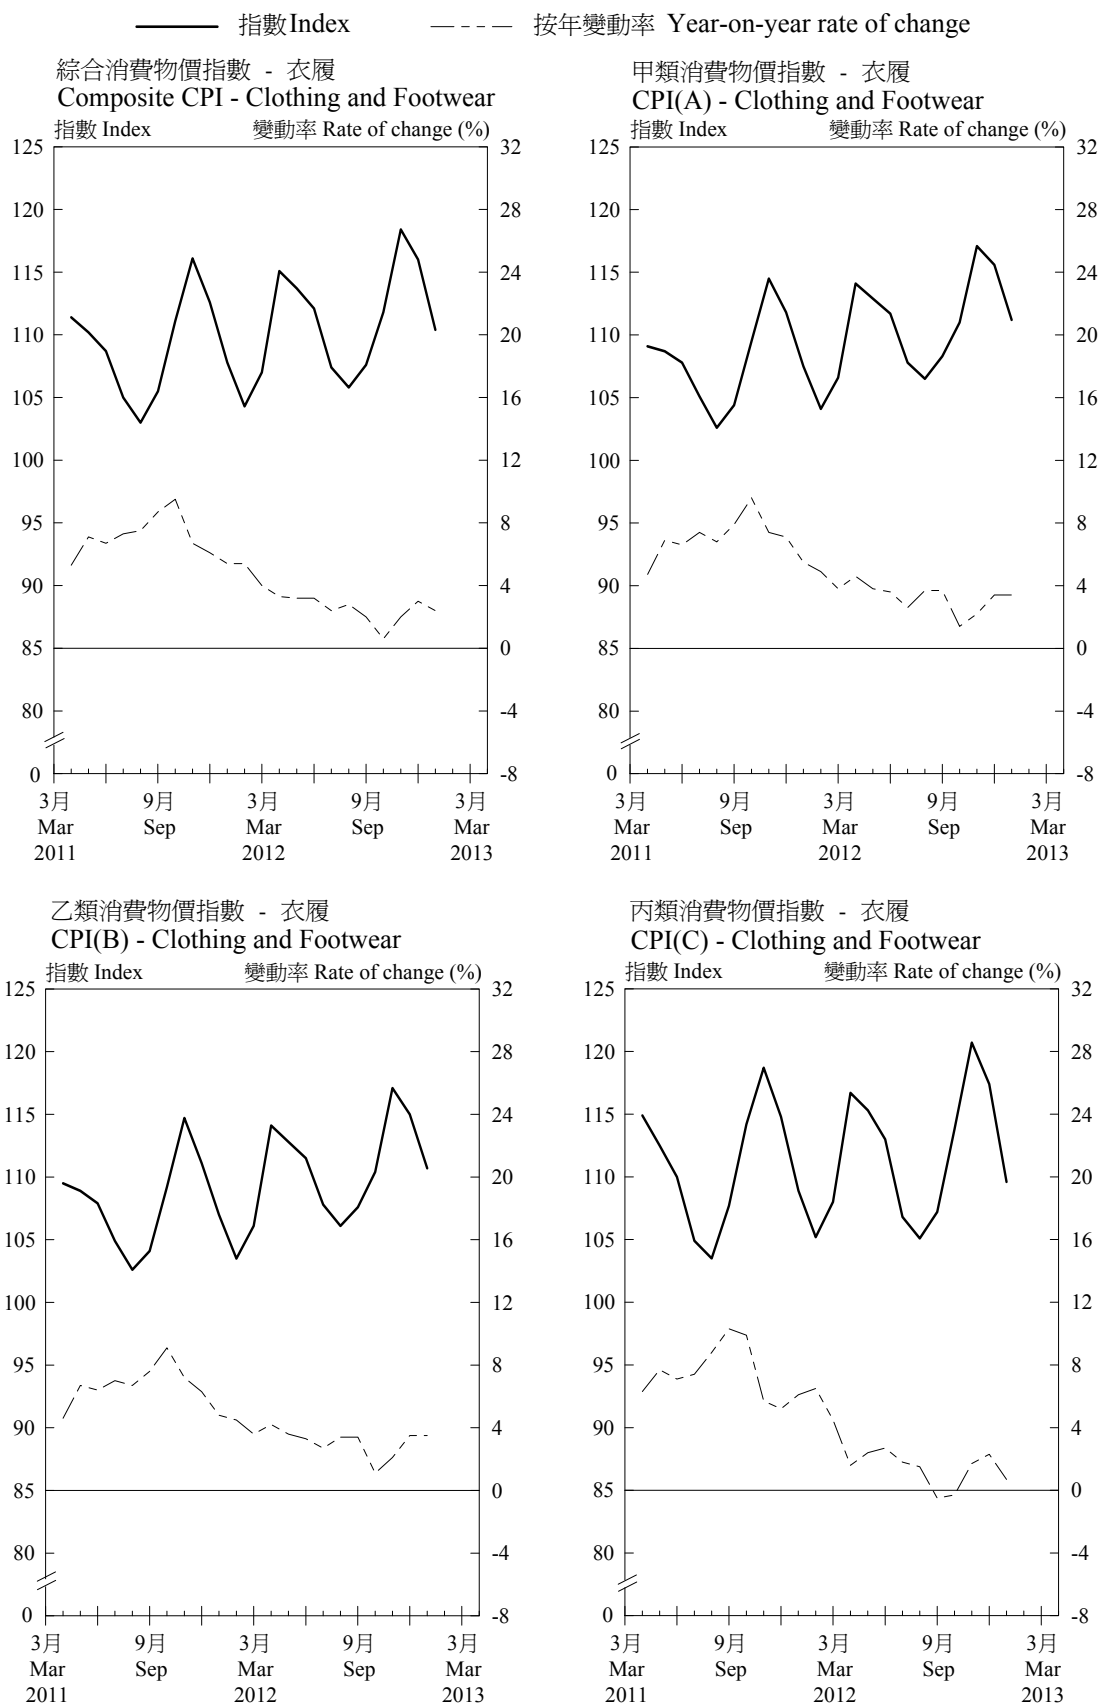 指數 Index 按年變動率 Year-on-year rate of change
綜合消費物價指數 - 衣履
Composite CPI - Clothing and Footwear
指數 Index 變動率 Rate of change (%)
125 32
120 28
115 24
110 20
105 16
100 12
95 8
90 4
85 0
80 -4
0 -8
3月 9月 3月 9月 3月
Mar Sep Mar Sep Mar
2011 2012 2013
甲類消費物價指數 - 衣履
CPI(A) - Clothing and Footwear
指數 Index 變動率 Rate of change (%)
125 32
120 28
115 24
110 20
105 16
100 12
95 8
90 4
85 0
80 -4
0 -8
3月 9月 3月 9月 3月
Mar Sep Mar Sep Mar
2011 2012 2013
乙類消費物價指數 - 衣履
CPI(B) - Clothing and Footwear
指數 Index 變動率 Rate of change (%)
125 32
120 28
115 24
110 20
105 16
100 12
95 8
90 4
85 0
80 -4
0 -8
3月 9月 3月 9月 3月
Mar Sep Mar Sep Mar
2011 2012 2013
丙類消費物價指數 - 衣履
CPI(C) - Clothing and Footwear
指數 Index 變動率 Rate of change (%)
125 32
120 28
115 24
110 20
105 16
100 12
95 8
90 4
85 0
80 -4
0 -8
3月 9月 3月 9月 3月
Mar Sep Mar Sep Mar
2011 2012 2013